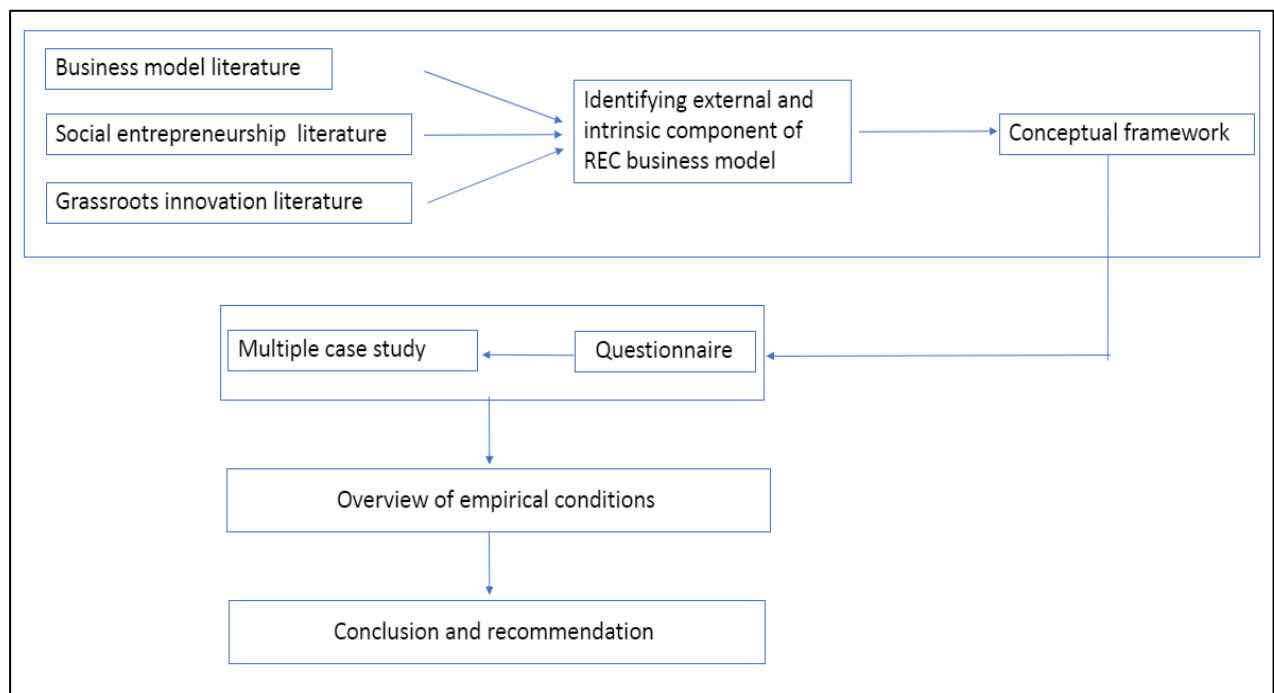 Business model literature
Social entrepreneurship literature
Grassroots innovation literature
Identifying external and
intrinsic component of
REC business model
Conceptual framework
Multiple case study
Questionnaire
Overview of empirical conditions
Conclusion and recommendation